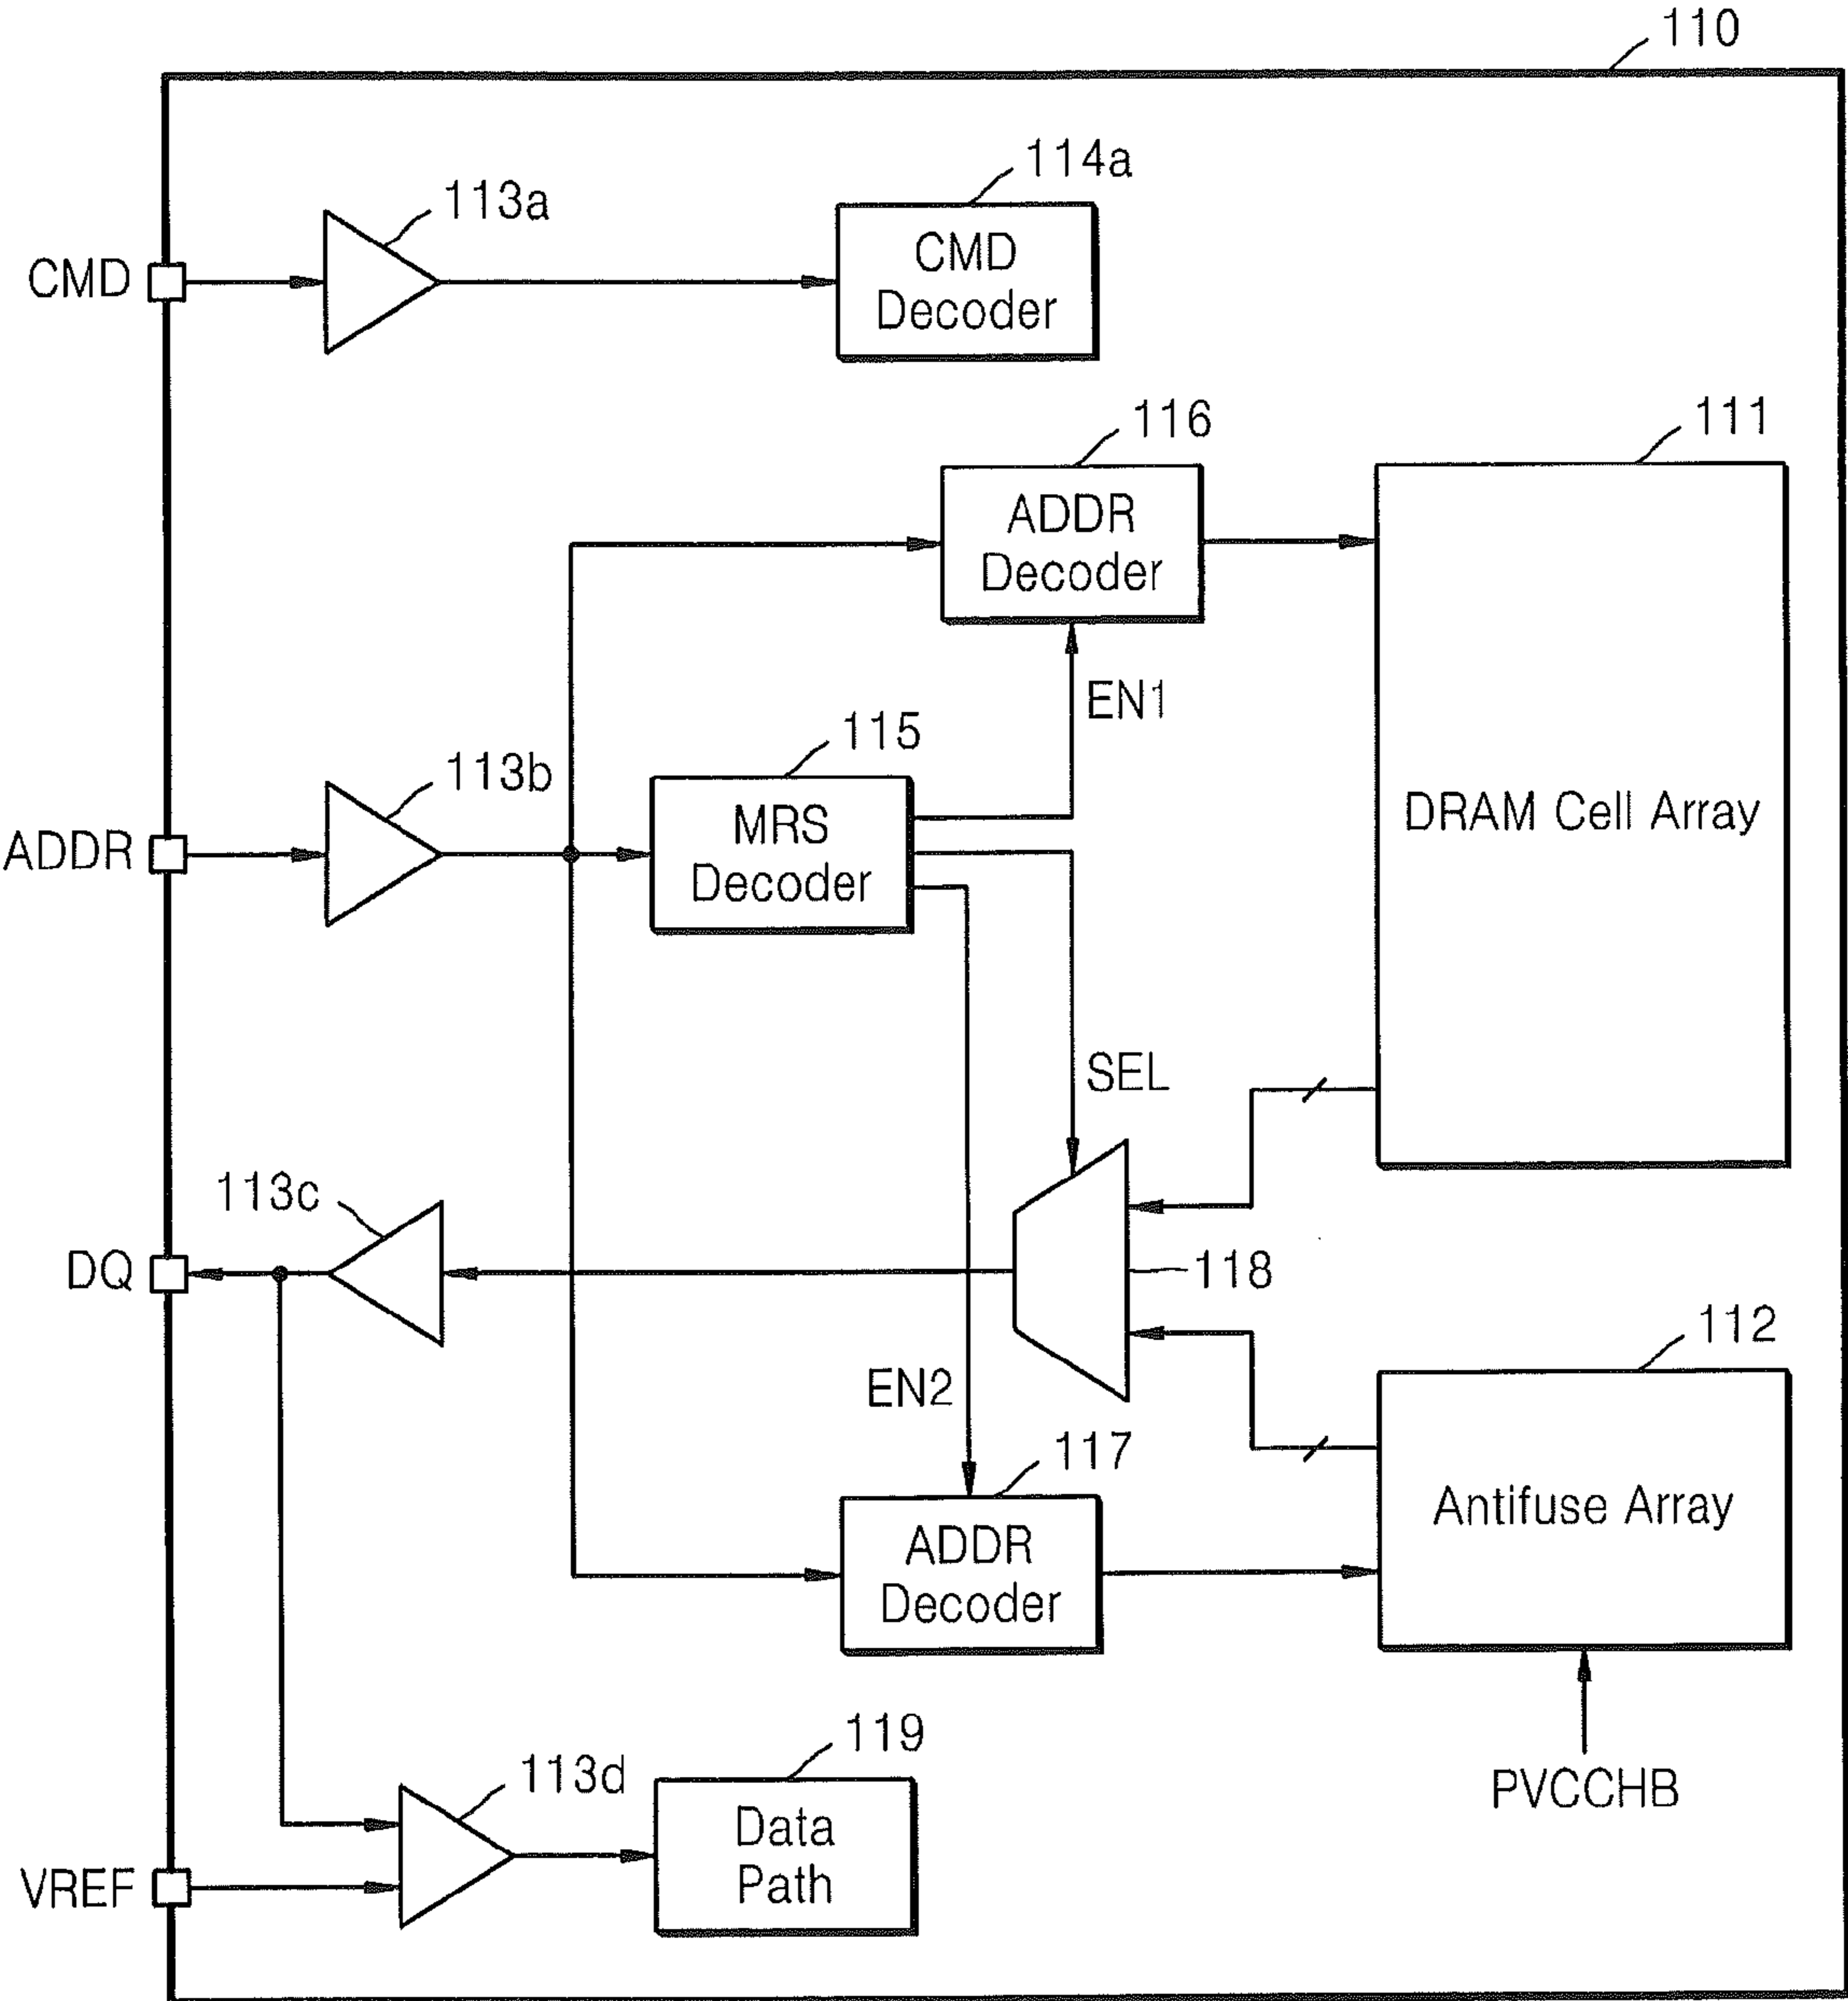 110
114a
113a
CMD
CMD
Decoder
116
111
ADDR
Decoder
EN1
115
113b
MRS
Decoder
DRAM Cell Array
ADDR
SEL
113c
DQ
118
112
EN2
117
Antifuse Array
ADDR
Decoder
119
113d
PVCCHB
Data
Path
VREF